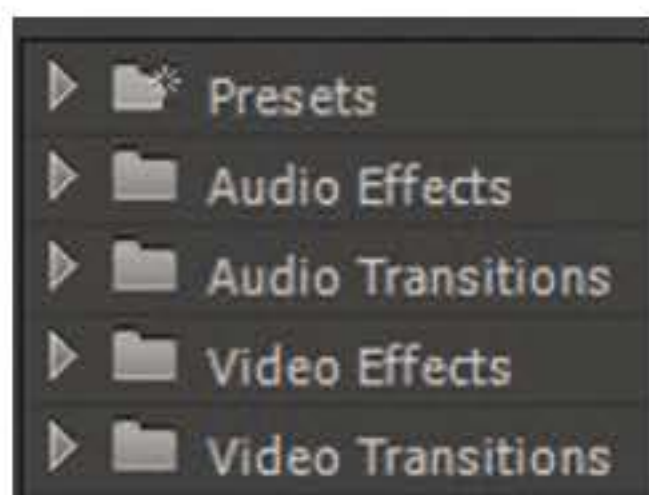 Presets
Audio Effects
Audio Transitions
Video Effects
Video Transitions